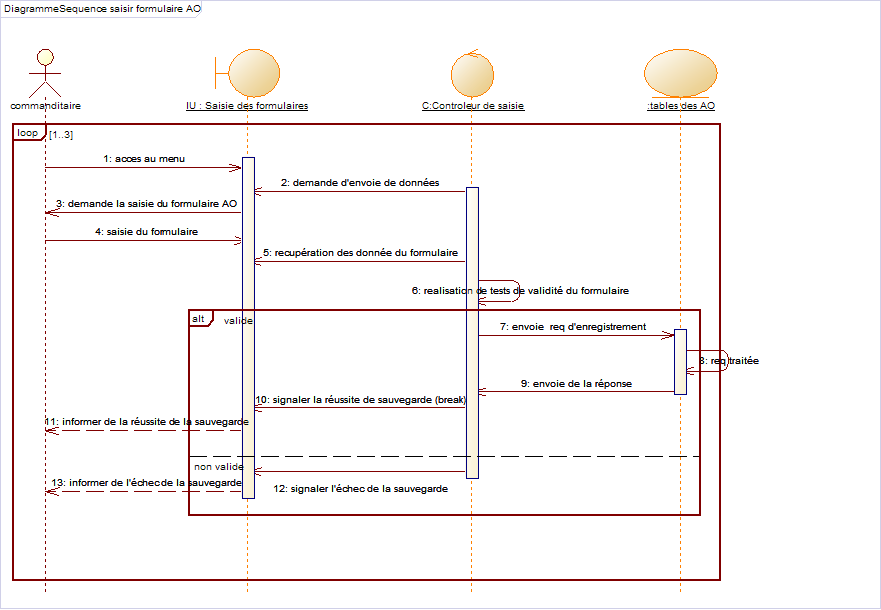 DiagrammeSequence saisir formulaire AO
commanditaire
IU : Saisie des formulaires
C:Controleur de saisie
:tables des AO
loop
[1..3]
1: acces au menu
2: demande d'envoie de données
3: demande la saisie du formulaire AO
4: saisie du formulaire
5: recupération des donnée du formulaire
6: realisation de tests de validité du formulaire
alt
valide
7: envoie req d'enregistrement
8: req traitée
9: envoie de la réponse
10: signaler la réussite de sauvegarde (break)
11: informer de la réussite de la sauvegarde
non valide
13: informer de l'échec de la sauvegarde
12: signaler l'échec de la sauvegarde